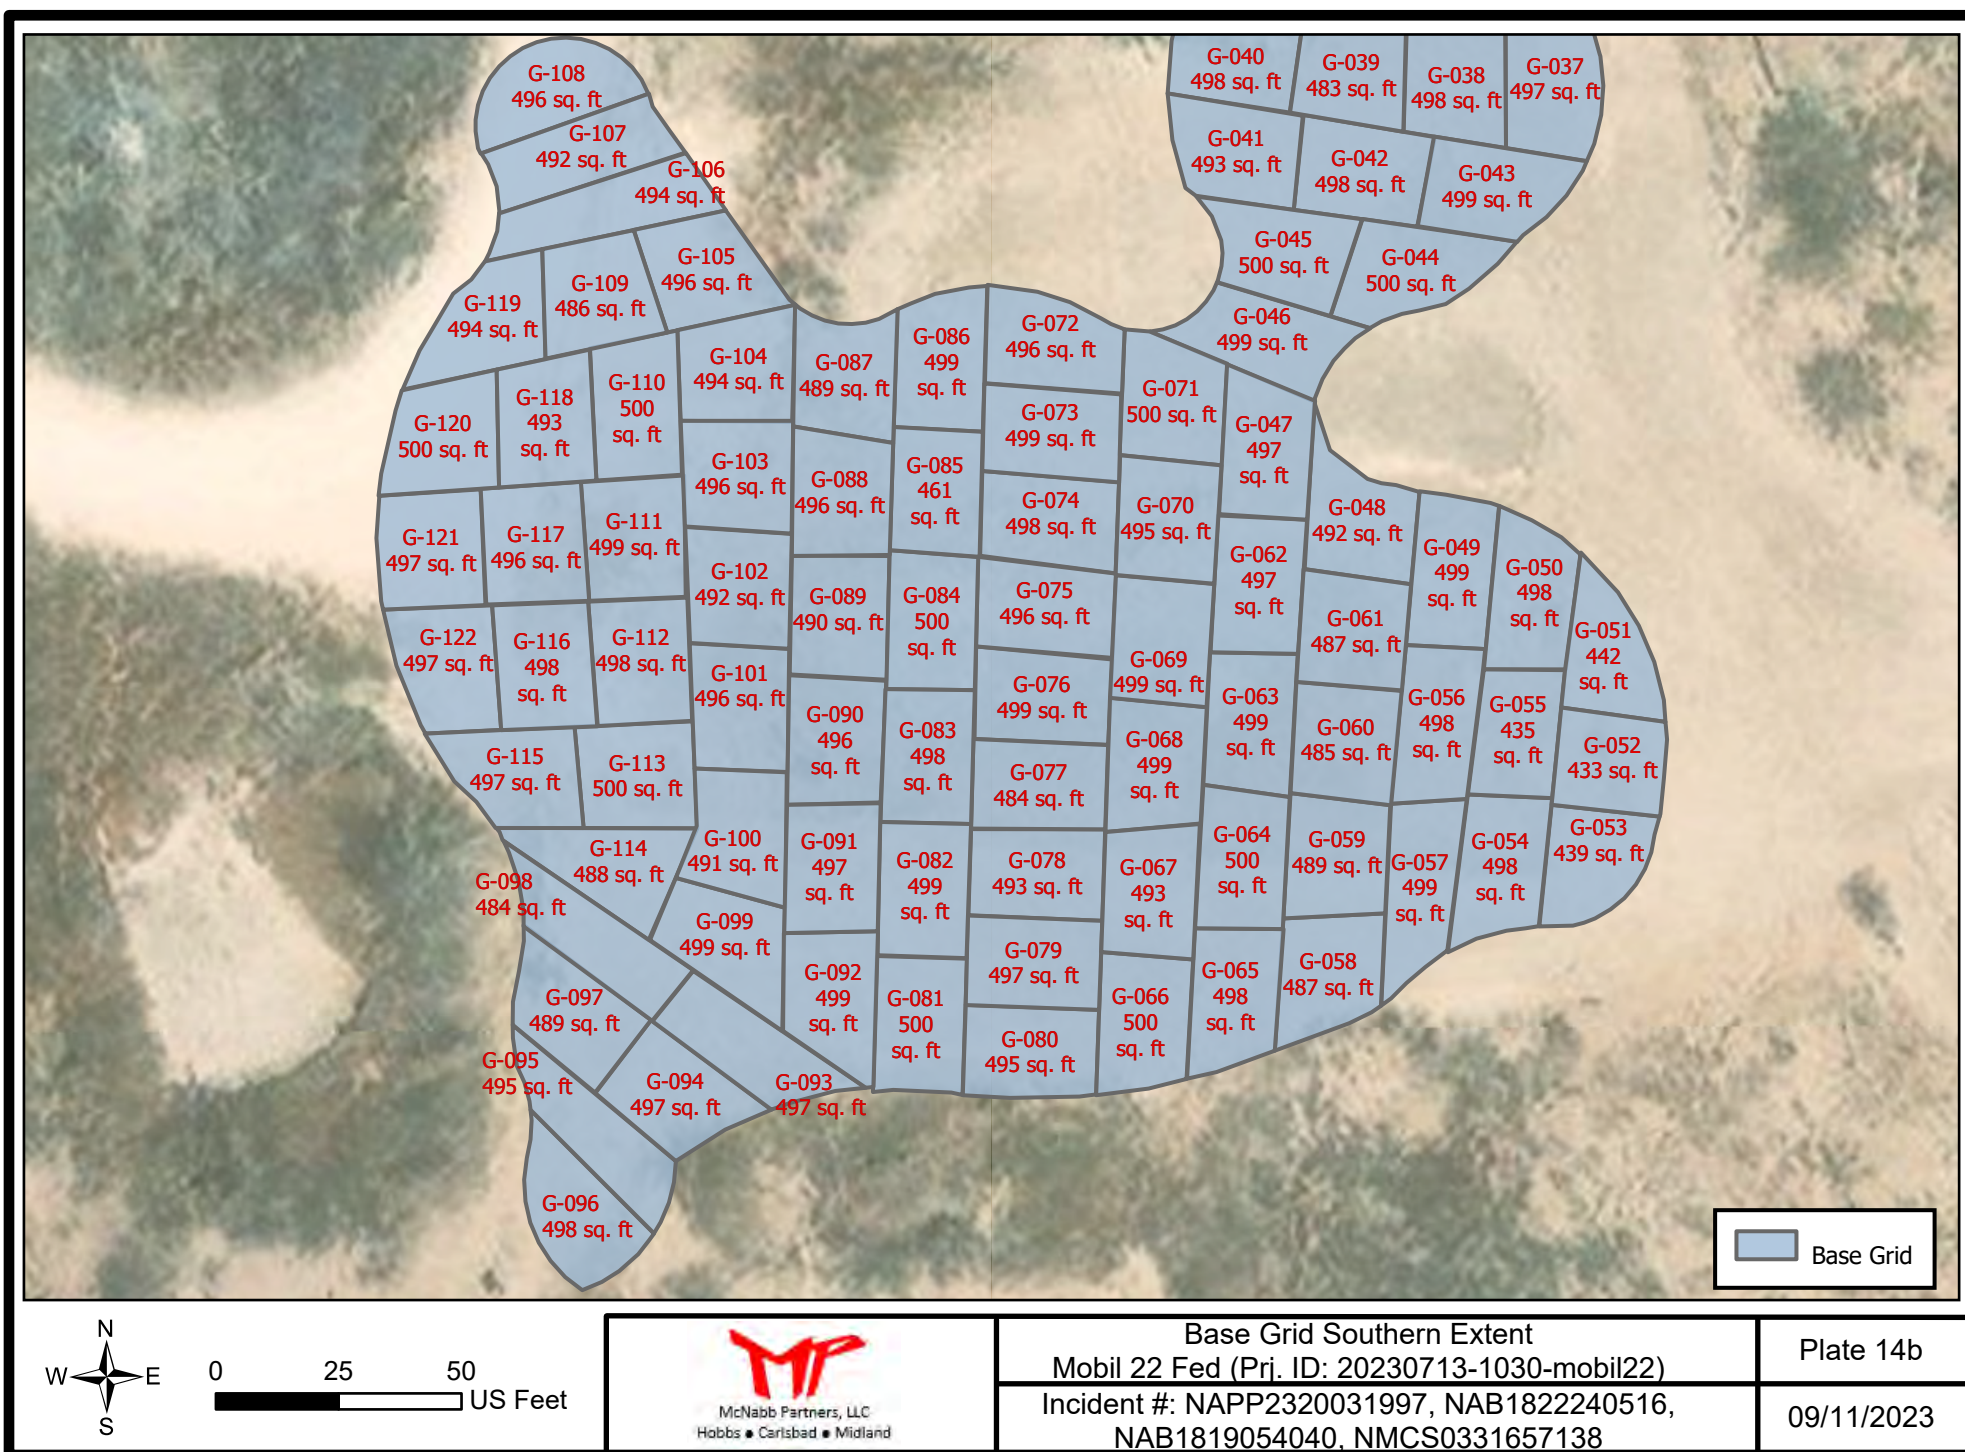 G-108
496 sq. ft
G-107
492 sq. ft
G-106
494 sq. ft
G-105
496 sq. ft
G-109
486 sq. ft
G-119
494 sq. ft
G-040
498 sq. ft
G-039
483 sq. ft
G-038
498 sq. ft
G-037
497 sq. ft
G-041
493 sq. ft
G-042
498 sq. ft
G-043
499 sq. ft
G-045
500 sq. ft
G-044
500 sq. ft
G-046
499 sq. ft
G-120
500 sq. ft
G-118
493
sq. ft
G-110
500
sq. ft
G-104
494 sq. ft
G-087
489 sq. ft
G-086
499
sq. ft
G-072
496 sq. ft
G-071
500 sq. ft
G-047
497
sq. ft
G-073
499 sq. ft
G-103
496 sq. ft
G-088
496 sq. ft
G-085
461
sq. ft
G-074
498 sq. ft
G-070
495 sq. ft
G-048
492 sq. ft
G-121
497 sq. ft
G-117
496 sq. ft
G-111
499 sq. ft
G-102
492 sq. ft
G-089
490 sq. ft
G-084
500
sq. ft
G-075
496 sq. ft
G-062
497
sq. ft
G-049
499
sq. ft
G-050
498
sq. ft
G-061
487 sq. ft
G-051
442
sq. ft
G-122
497 sq. ft
G-116
498
sq. ft
G-112
498 sq. ft
G-101
496 sq. ft
G-069
499 sq. ft
G-076
499 sq. ft
G-063
499
sq. ft
G-056
498
sq. ft
G-055
435
sq. ft
G-090
496
sq. ft
G-083
498
sq. ft
G-068
499
sq. ft
G-060
485 sq. ft
G-052
433 sq. ft
G-115
497 sq. ft
G-113
500 sq. ft
G-077
484 sq. ft
G-114
488 sq. ft
G-100
491 sq. ft
G-091
497
sq. ft
G-082
499
sq. ft
G-078
493 sq. ft
G-067
493
sq. ft
G-064
500
sq. ft
G-059
489 sq. ft
G-057
499
sq. ft
G-054
498
sq. ft
G-053
439 sq. ft
G-098
484 sq. ft
G-099
499 sq. ft
G-092
499
sq. ft
G-081
500
sq. ft
G-079
497 sq. ft
G-066
500
sq. ft
G-065
498
sq. ft
G-058
487 sq. ft
G-097
489 sq. ft
G-080
495 sq. ft
G-095
495 sq. ft
G-094
497 sq. ft
G-093
497 sq. ft
G-096
498 sq. ft
Base Grid
N
W E
S
0 25 50
US Feet
McNabb Partners, LLC
Hobbs • Carlsbad • Midland
Base Grid Southern Extent
Mobil 22 Fed (Prj. ID: 20230713-1030-mobil22)
Incident #: NAPP2320031997, NAB1822240516,
NAB1819054040, NMCS0331657138
Plate 14b
09/11/2023